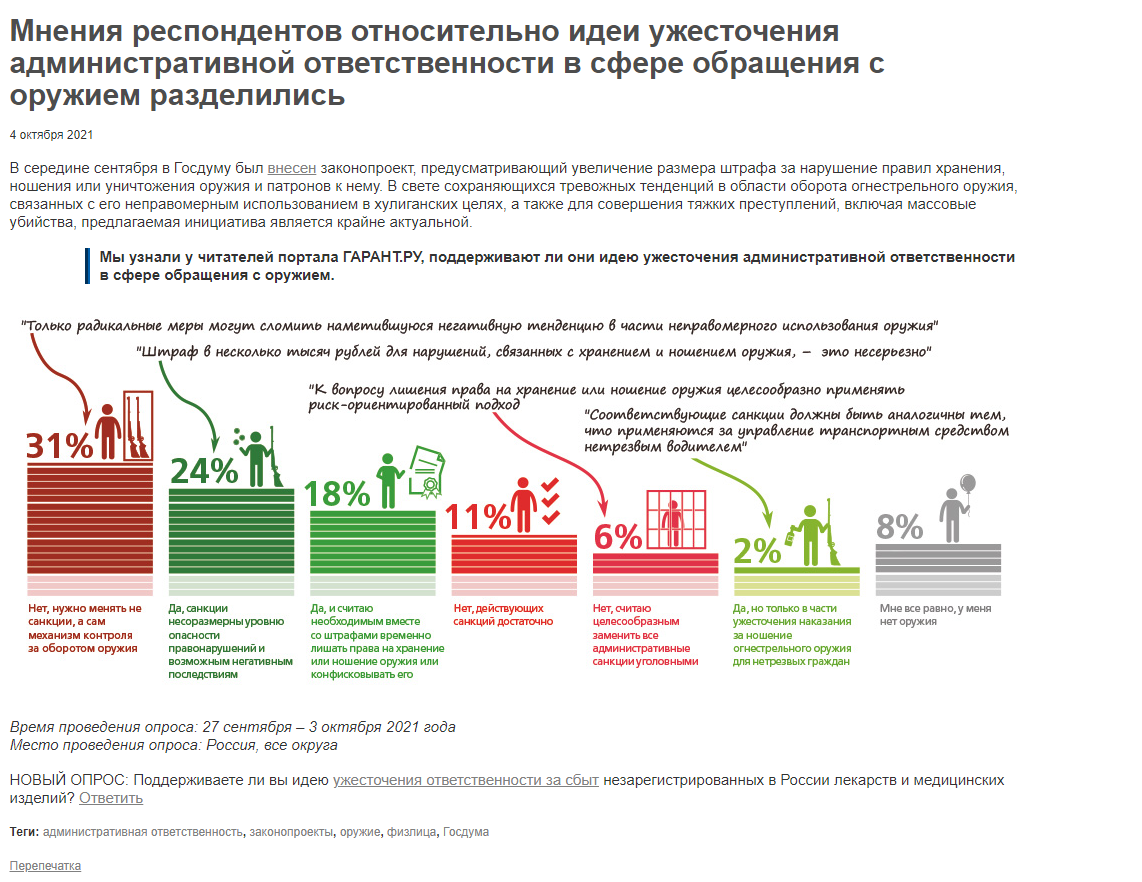 Мнения респондентов относительно идеи ужесточения
административной ответственности в сфере обращения с
оружием разделились
4 октября 2021
В середине сентября в Госдуму был внесен законопроект, предусматривающий увеличение размера штрафа за нарушение правил хранения,
ношения или уничтожения оружия и патронов к нему. В свете сохраняющихся тревожных тенденций в области оборота огнестрельного оружия,
связанных с его неправомерным использованием в хулиганских целях, а также для совершения тяжких преступлений, включая массовые
убийства, предлагаемая инициатива является крайне актуальной.
Мы узнали у читателей портала ГАРАНТ.РУ, поддерживают ли они идею ужесточения административной ответственности
в сфере обращения с оружием.
"Только радикальные меры могут сломить наметившуюся негативную тенденцию в части неправомерного использования оружия"
"Штраф в несколько тысяч рублей для нарушений, связанных с хранением и ношением оружия, – это несерьезно"
"К вопросу лишения права на хранение или ношение оружия целесообразно применять
риск-ориентированный подход
"Соответствующие санкции должны быть аналогичны тем,
что применяются за управление транспортным средством
нетрезвым водителем"
31%
24%
18%
11%
6%
2%
8%
Нет, нужно менять не
санкции, а сам
механизм контроля
за оборотом оружия
Да, санкции
несоразмерны уровню
опасности
правонарушений и
возможным негативным
последствиям
Да, и считаю
необходимым вместе
со штрафами временно
лишать права на хранение
или ношение оружия или
конфисковывать его
Нет, действующих
санкций достаточно
Нет, считаю
целесообразным
заменить все
административные
санкции уголовными
Да, но только в части
ужесточения наказания
за ношение
огнестрельного оружия
для нетрезвых граждан
Мне все равно, у меня
нет оружия
Время проведения опроса: 27 сентября – 3 октября 2021 года
Место проведения опроса: Россия, все округа
НОВЫЙ ОПРОС: Поддерживаете ли вы идею ужесточения ответственности за сбыт незарегистрированных в России лекарств и медицинских
изделий? Ответить
Теги: административная ответственность, законопроекты, оружие, физлица, Госдума
Перепечатка